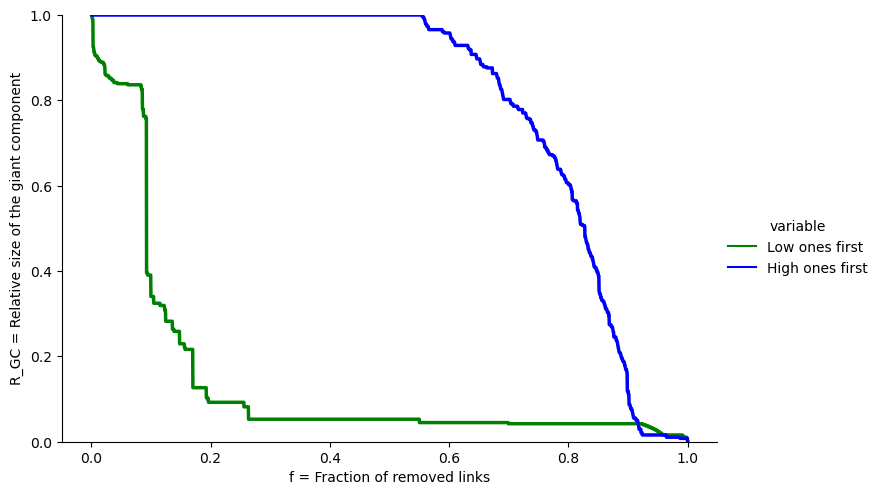 1.0
0.8
0.6
0.4
0.2
0.0
R_GC = Relative size of the giant component
0.0 0.2 0.4 0.6 0.8 1.0
f = Fraction of removed links
variable
Low ones first
High ones first